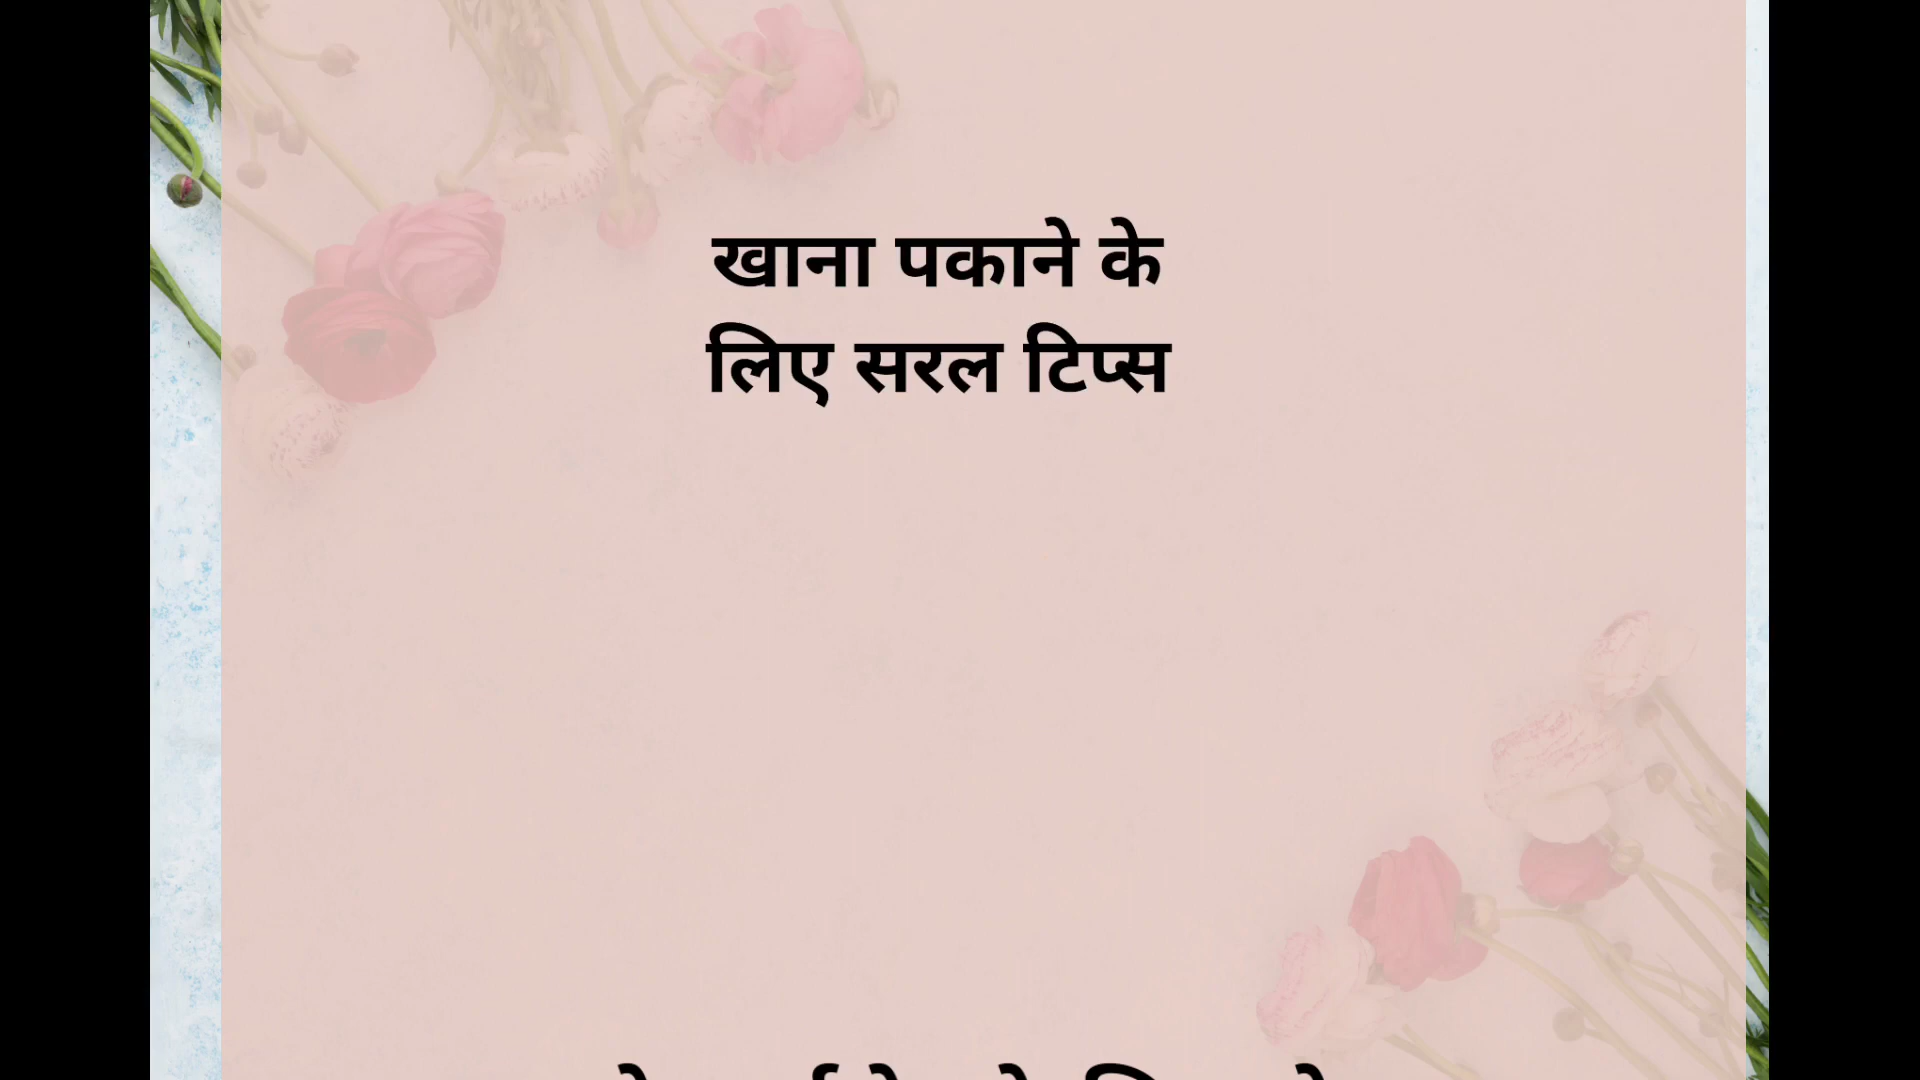 खाना पकाने के
लिए सरल टिप्स